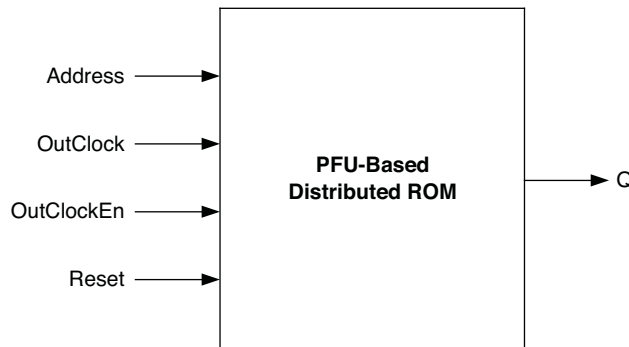 Address
OutClock
OutClockEn
Reset
PFU-Based
Distributed ROM
Q